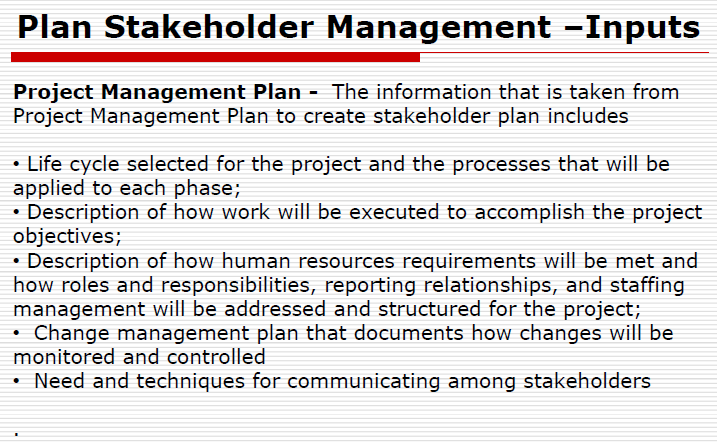 Plan Stakeholder Management –Inputs
Project Management Plan - The information that is taken from
Project Management Plan to create stakeholder plan includes
• Life cycle selected for the project and the processes that will be
applied to each phase;
• Description of how work will be executed to accomplish the project
objectives;
• Description of how human resources requirements will be met and
how roles and responsibilities, reporting relationships, and staffing
management will be addressed and structured for the project;
• Change management plan that documents how changes will be
monitored and controlled
• Need and techniques for communicating among stakeholders
.